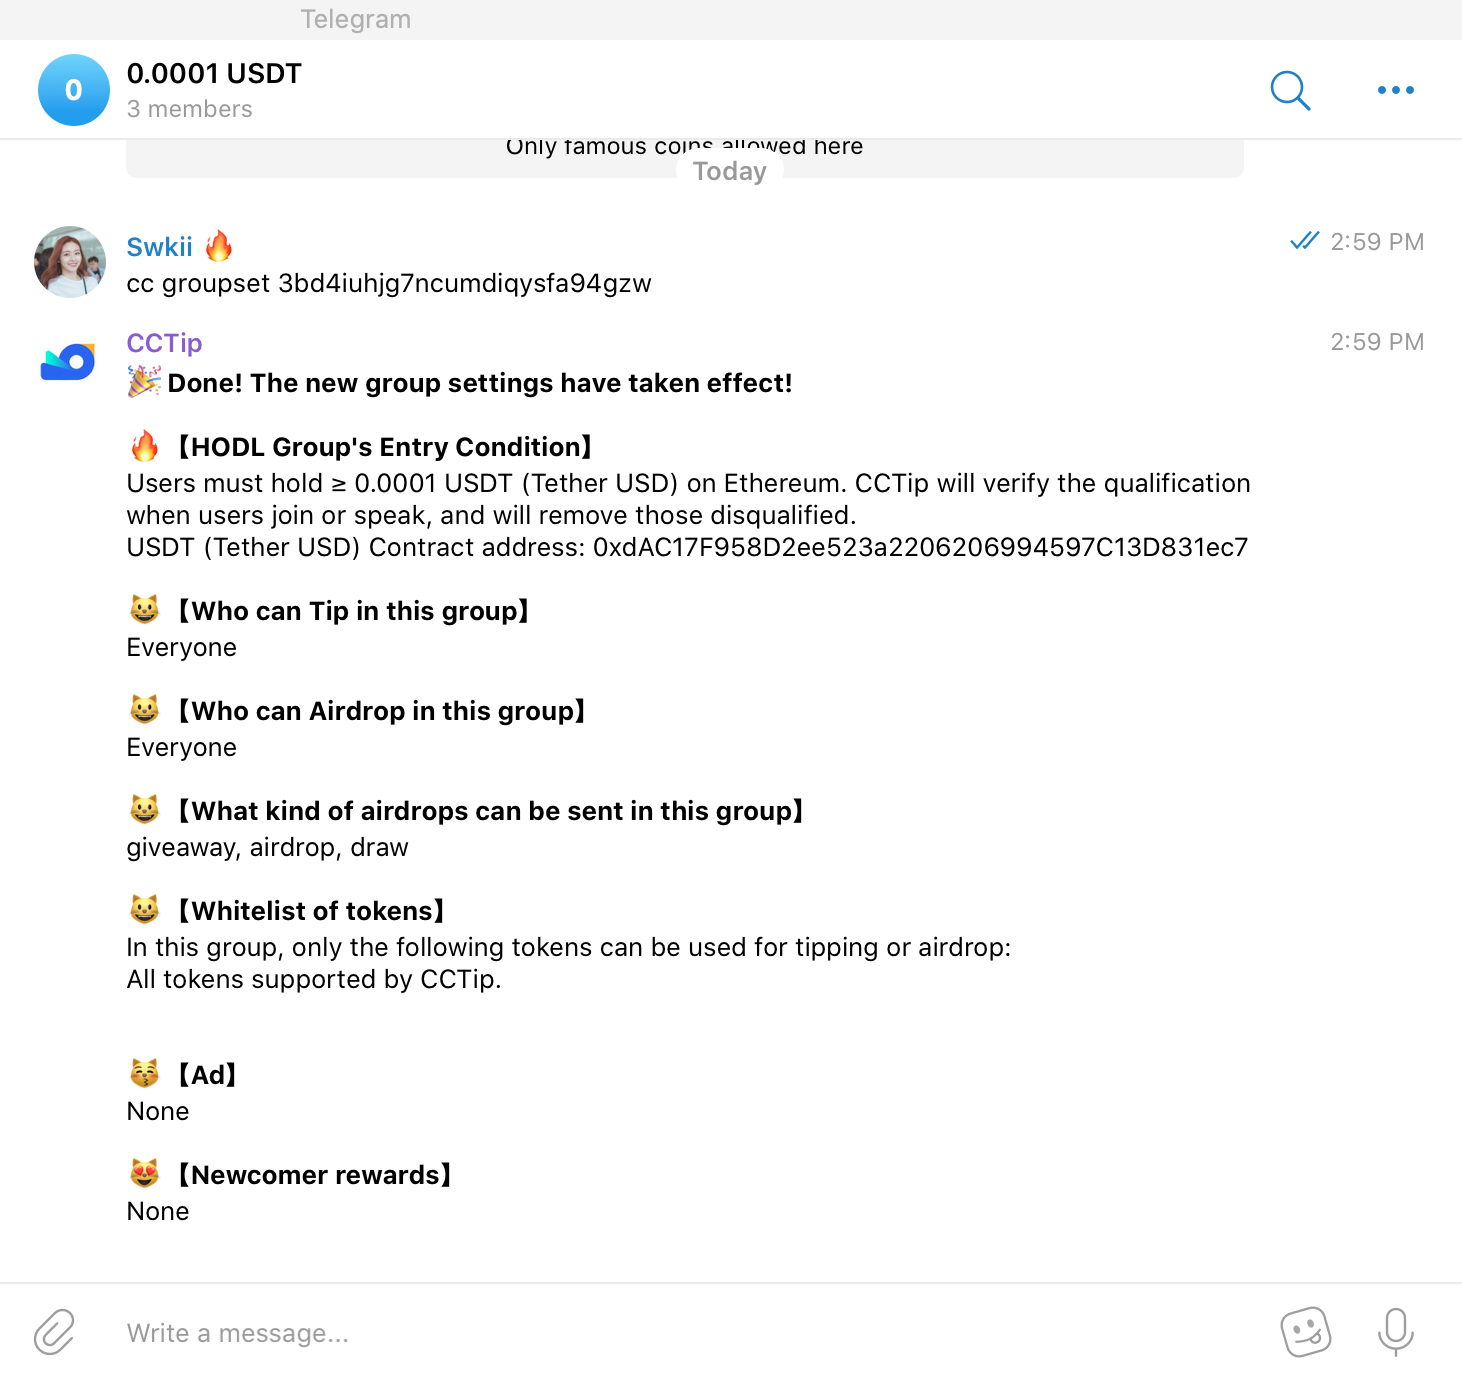 Telegram
0
0.0001 USDT
3 members
Only famous coins allowed here
Today
Swkii 🔥
2:59 PM
cc groupset 3bd4iuhjg7ncumdiqysfa94gzw
CCTip
2:59 PM
🎉 Done! The new group settings have taken effect!
🔥 【HODL Group's Entry Condition】
Users must hold ≥ 0.0001 USDT (Tether USD) on Ethereum. CCTip will verify the qualification
when users join or speak, and will remove those disqualified.
USDT (Tether USD) Contract address: 0xdAC17F958D2ee523a2206206994597C13D831ec7
😺 【Who can Tip in this group】
Everyone
😺 【Who can Airdrop in this group】
Everyone
😺 【What kind of airdrops can be sent in this group】
giveaway, airdrop, draw
😺 【Whitelist of tokens】
In this group, only the following tokens can be used for tipping or airdrop:
All tokens supported by CCTip.
😽 【Ad】
None
😻 【Newcomer rewards】
None
Write a message...